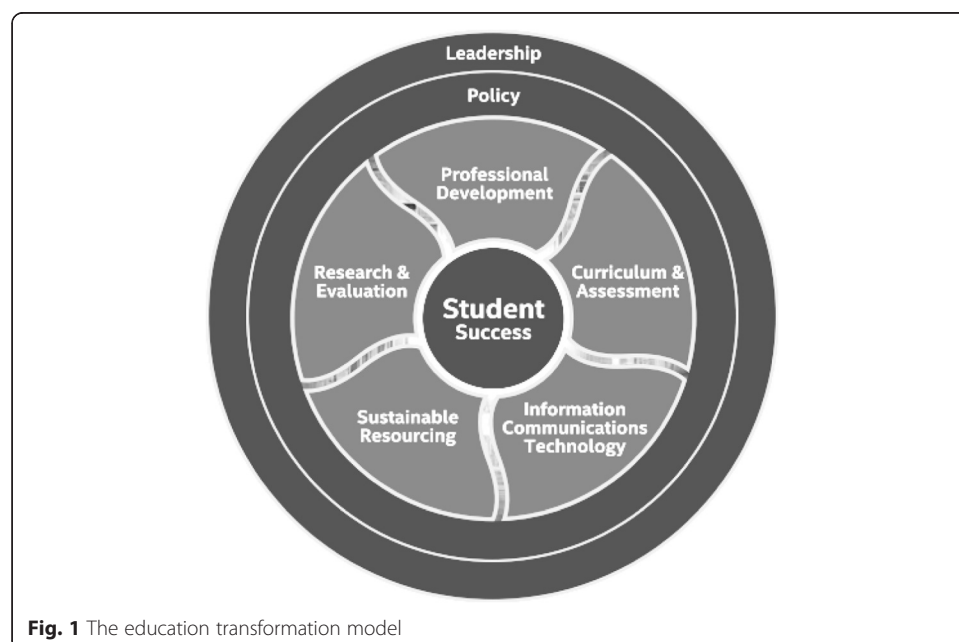 Leadership
Policy
Professional
Development
Research &
Evaluation
Curriculum &
Assessment
Student
Success
Sustainable
Resourcing
Information
Communications
Technology
Fig. 1 The education transformation model